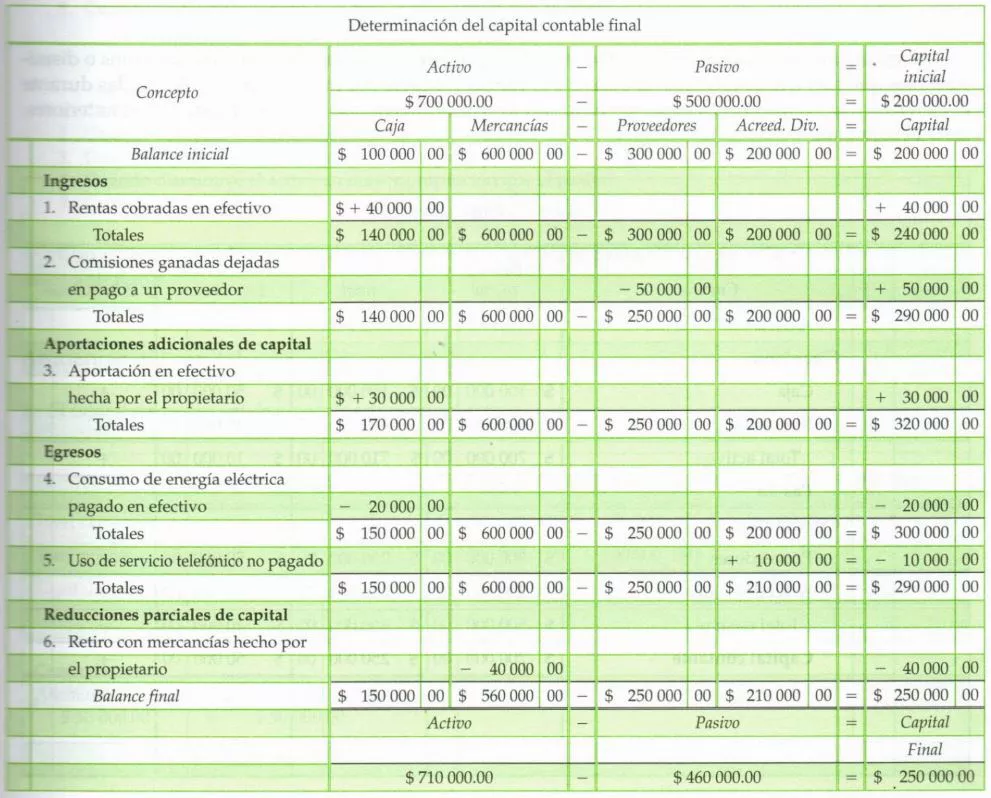 Determinación del capital contable final
Concepto
Activo − Pasivo = Capital inicial
$ 700 000.00 − $ 500 000.00 = $ 200 000.00
Caja Mercancías − Proveedores Acreed. Div. = Capital
Balance inicial $ 100 000 00 $ 600 000 00 − $ 300 000 00 $ 200 000 00 = $ 200 000 00
Ingresos
1. Rentas cobradas en efectivo $ + 40 000 00 + 40 000 00
Totales $ 140 000 00 $ 600 000 00 − $ 300 000 00 $ 200 000 00 = $ 240 000 00
2. Comisiones ganadas dejadas
en pago a un proveedor − 50 000 00 + 50 000 00
Totales $ 140 000 00 $ 600 000 00 − $ 250 000 00 $ 200 000 00 = $ 290 000 00
Aportaciones adicionales de capital
3. Aportación en efectivo
hecha por el propietario $ + 30 000 00 + 30 000 00
Totales $ 170 000 00 $ 600 000 00 − $ 250 000 00 $ 200 000 00 = $ 320 000 00
Egresos
4. Consumo de energía eléctrica
pagado en efectivo − 20 000 00 − 20 000 00
Totales $ 150 000 00 $ 600 000 00 − $ 250 000 00 $ 200 000 00 = $ 300 000 00
5. Uso de servicio telefónico no pagado + 10 000 00 = − 10 000 00
Totales $ 150 000 00 $ 600 000 00 − $ 250 000 00 $ 210 000 00 = $ 290 000 00
Reducciones parciales de capital
6. Retiro con mercancías hecho por
el propietario − 40 000 00 − 40 000 00
Balance final $ 150 000 00 $ 560 000 00 − $ 250 000 00 $ 210 000 00 = $ 250 000 00
Activo − Pasivo = Capital
Final
$ 710 000.00 − $ 460 000.00 = $ 250 000 00